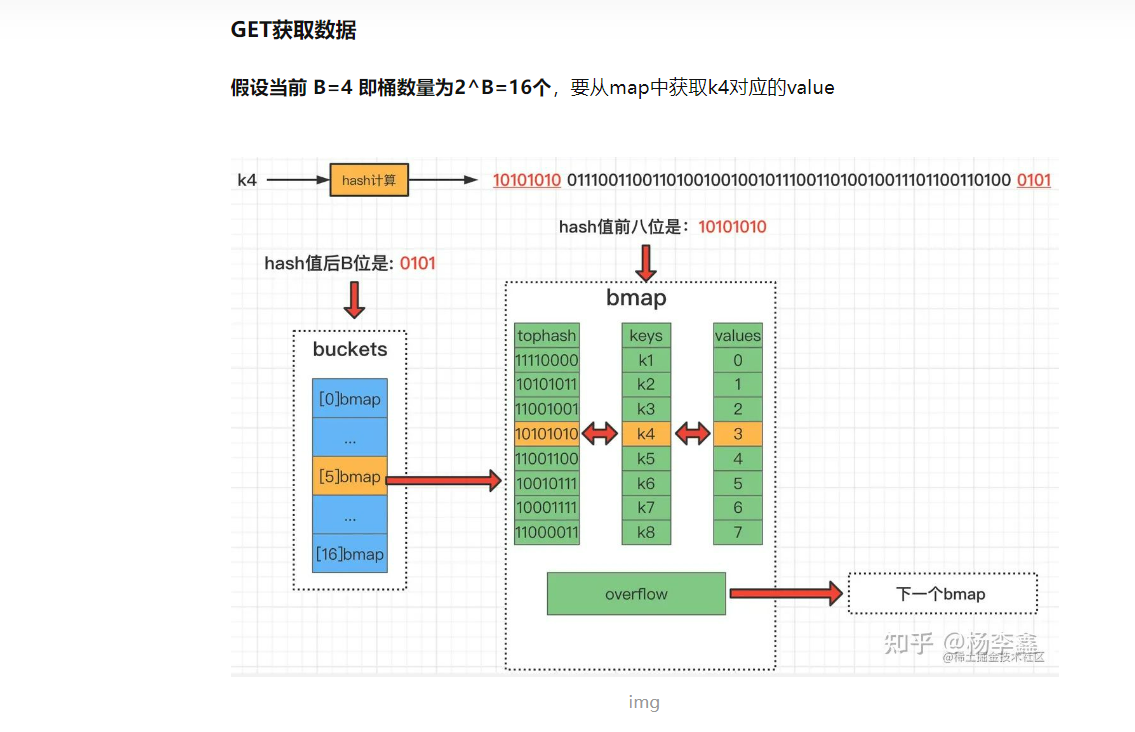 GET获取数据
假设当前 B=4 即桶数量为2^B=16个，要从map中获取k4对应的value
k4 hash计算 10101010 0111001100110100100100101110011010010011101100110100 0101
hash值前八位是：10101010
hash值后B位是: 0101
bmap
buckets
tophash keys values
11110000 k1 0
10101011 k2 1
11001001 k3 2
10101010 k4 3
11001100 k5 4
10010111 k6 5
10001111 k7 6
11000011 k8 7
[0]bmap
...
[5]bmap
...
[16]bmap
overflow 下一个bmap
知乎 @杨李鑫
@稀土掘金技术社区
img